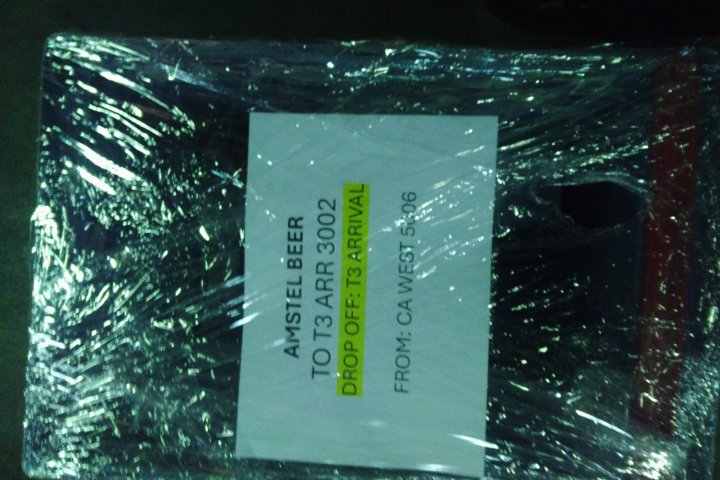 AMSTEL BEER
TO T3 ARR 3002
DROP OFF: T3 ARRIVAL
FROM: CA WEST